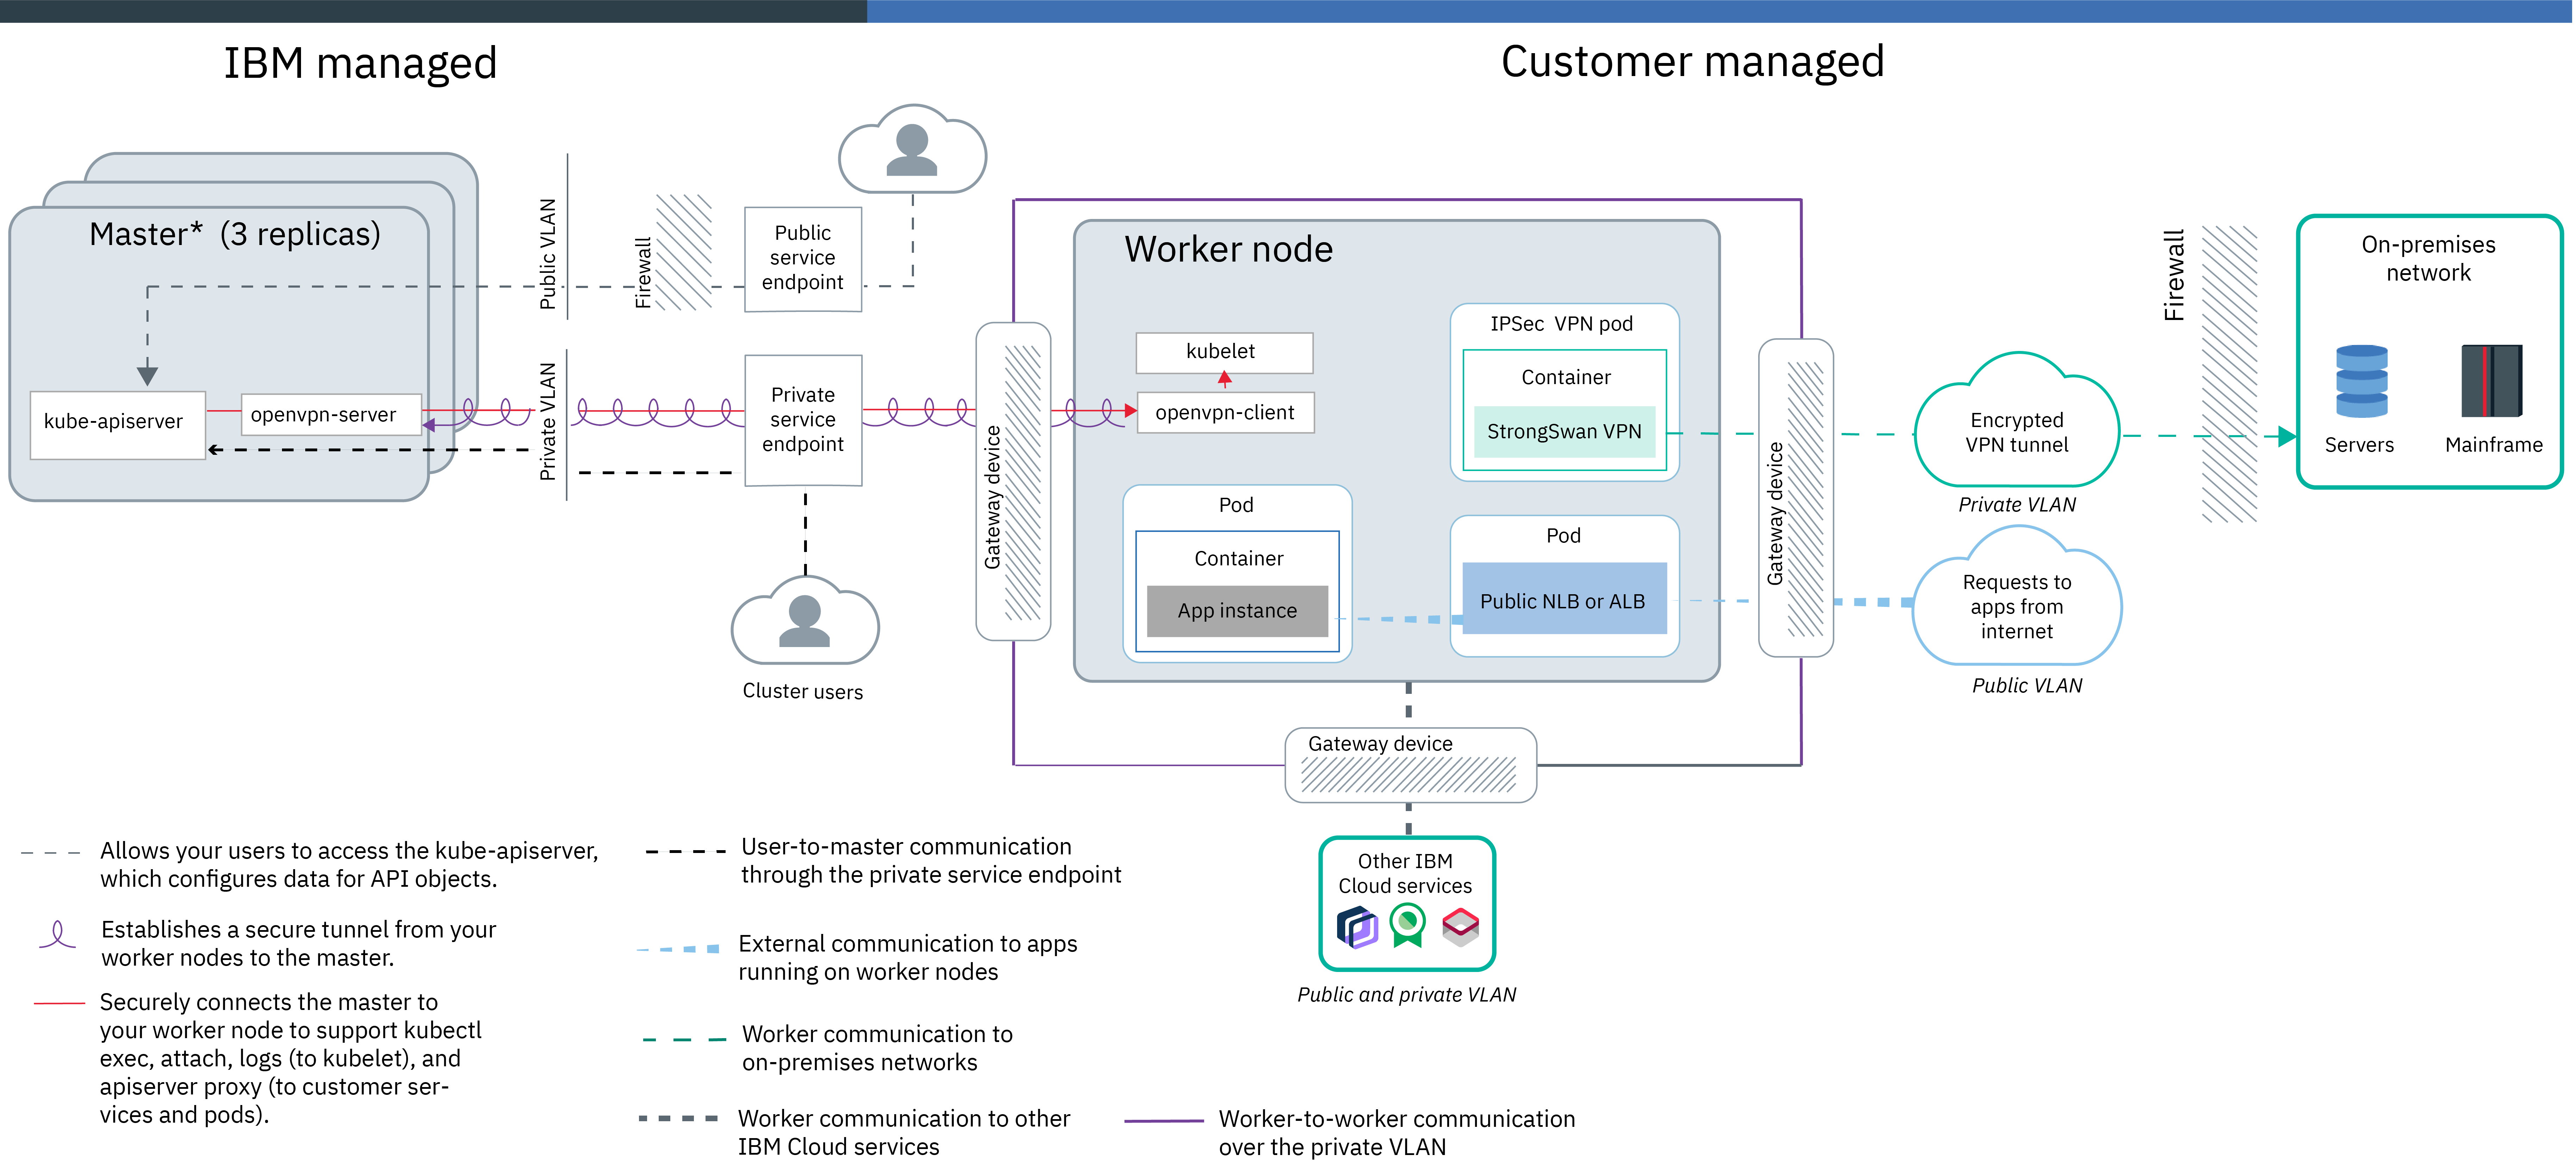 IBM managed
Customer managed
Master* (3 replicas)
kube-apiserver
openvpn-server
Public VLAN
Firewall
Public
service
endpoint
Private VLAN
Private
service
endpoint
Cluster users
Gateway device
Worker node
kubelet
openvpn-client
IPSec VPN pod
Container
StrongSwan VPN
Pod
Container
App instance
Pod
Public NLB or ALB
Gateway device
Encrypted
VPN tunnel
Private VLAN
Requests to
apps from
internet
Public VLAN
Firewall
On-premises
network
Servers
Mainframe
Gateway device
Other IBM
Cloud services
Public and private VLAN
Allows your users to access the kube-apiserver,
which configures data for API objects.
Establishes a secure tunnel from your
worker nodes to the master.
Securely connects the master to
your worker node to support kubectl
exec, attach, logs (to kubelet), and
apiserver proxy (to customer ser-
vices and pods).
User-to-master communication
through the private service endpoint
External communication to apps
running on worker nodes
Worker communication to
on-premises networks
Worker communication to other
IBM Cloud services
Worker-to-worker communication
over the private VLAN